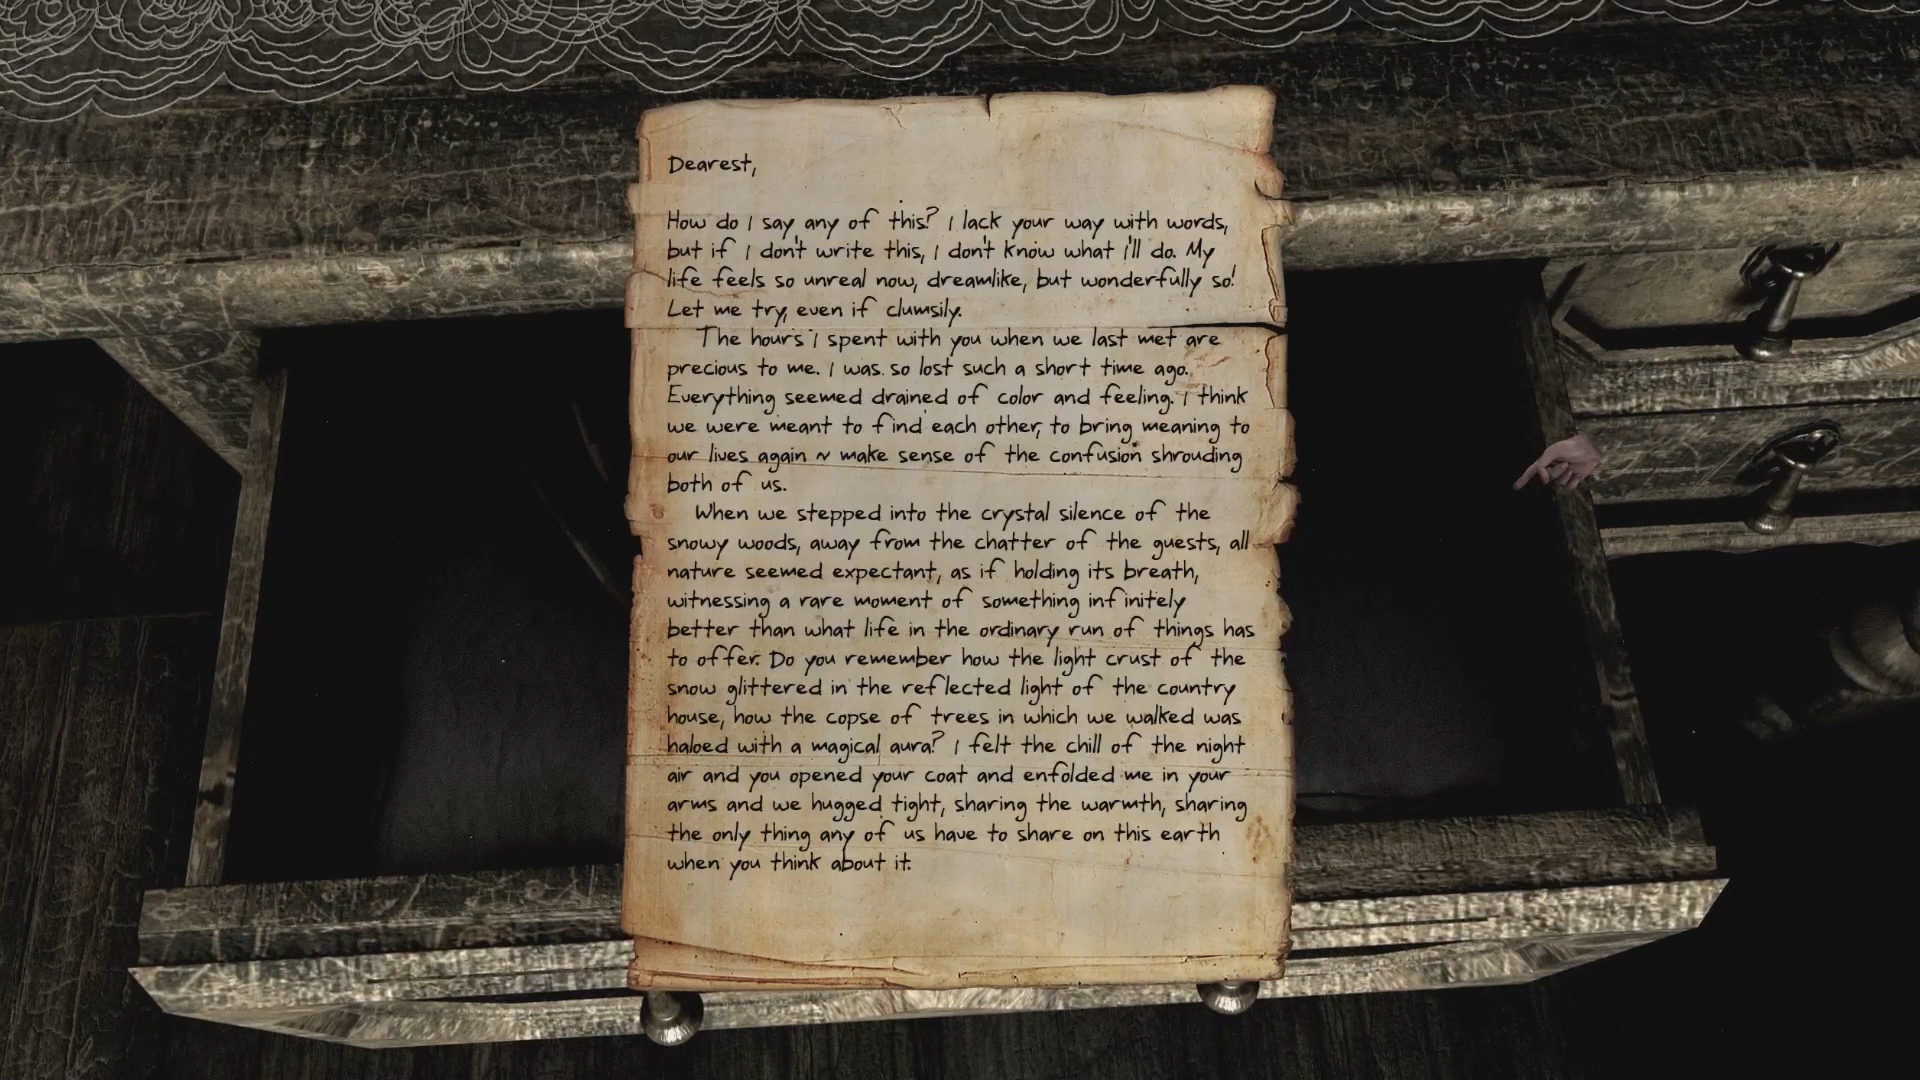 Dearest,
How do I say any of this? I lack your way with words,
but if I don't write this, I don't know what i'll do. My
life feels so unreal now, dreamlike, but wonderfully so!
Let me try, even if clumsily.
The hours I spent with you when we last met are
precious to me. I was so lost such a short time ago.
Everything seemed drained of color and feeling. I think
we were meant to find each other, to bring meaning to
our lives again ~ make sense of the confusion shrouding
both of us.
When we stepped into the crystal silence of the
snowy woods, away from the chatter of the guests, all
nature seemed expectant, as if holding its breath,
witnessing a rare moment of something infinitely
better than what life in the ordinary run of things has
to offer. Do you remember how the light crust of the
snow glittered in the reflected light of the country
house, how the copse of trees in which we walked was
haloed with a magical aura? I felt the chill of the night
air and you opened your coat and enfolded me in your
arms and we hugged tight, sharing the warmth, sharing
the only thing any of us have to share on this earth
when you think about it.